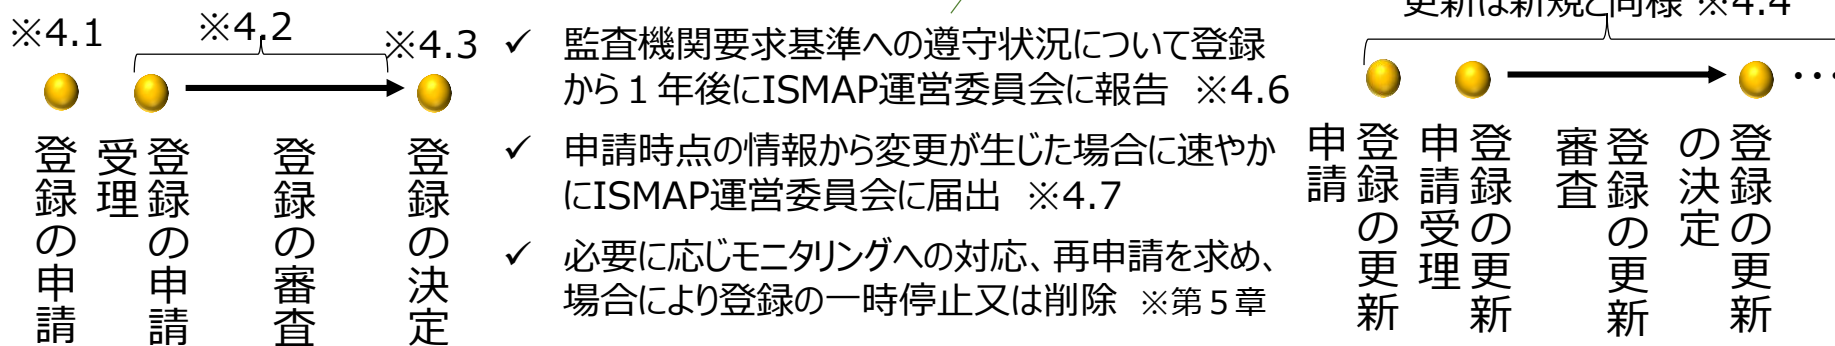 ※4.1
※4.2
※4.3
登録の申請
登録の申請
受理
登録の審査
登録の決定
✓ 監査機関要求基準への遵守状況について登録
から１年後にISMAP運営委員会に報告 ※4.6
✓ 申請時点の情報から変更が生じた場合に速やか
にISMAP運営委員会に届出 ※4.7
✓ 必要に応じモニタリングへの対応、再申請を求め、
場合により登録の一時停止又は削除 ※第５章
更新は新規と同様 ※4.4
…
登録の更新
申請
登録の更新
申請受理
登録の更新
審査
登録の更新
の決定